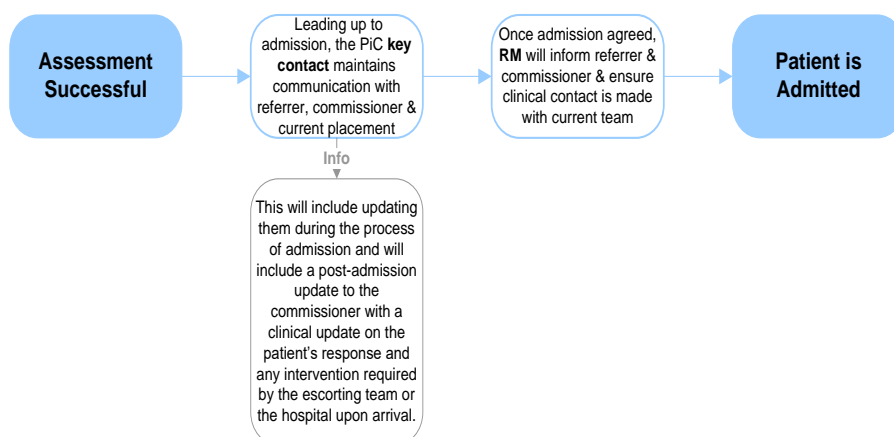 Assessment
Successful
Leading up to
admission, the PiC key
contact maintains
communication with
referrer, commissioner &
current placement
Once admission agreed,
RM will inform referrer &
commissioner & ensure
clinical contact is made
with current team
Patient is
Admitted
Info
This will include updating
them during the process
of admission and will
include a post-admission
update to the
commissioner with a
clinical update on the
patient’s response and
any intervention required
by the escorting team or
the hospital upon arrival.